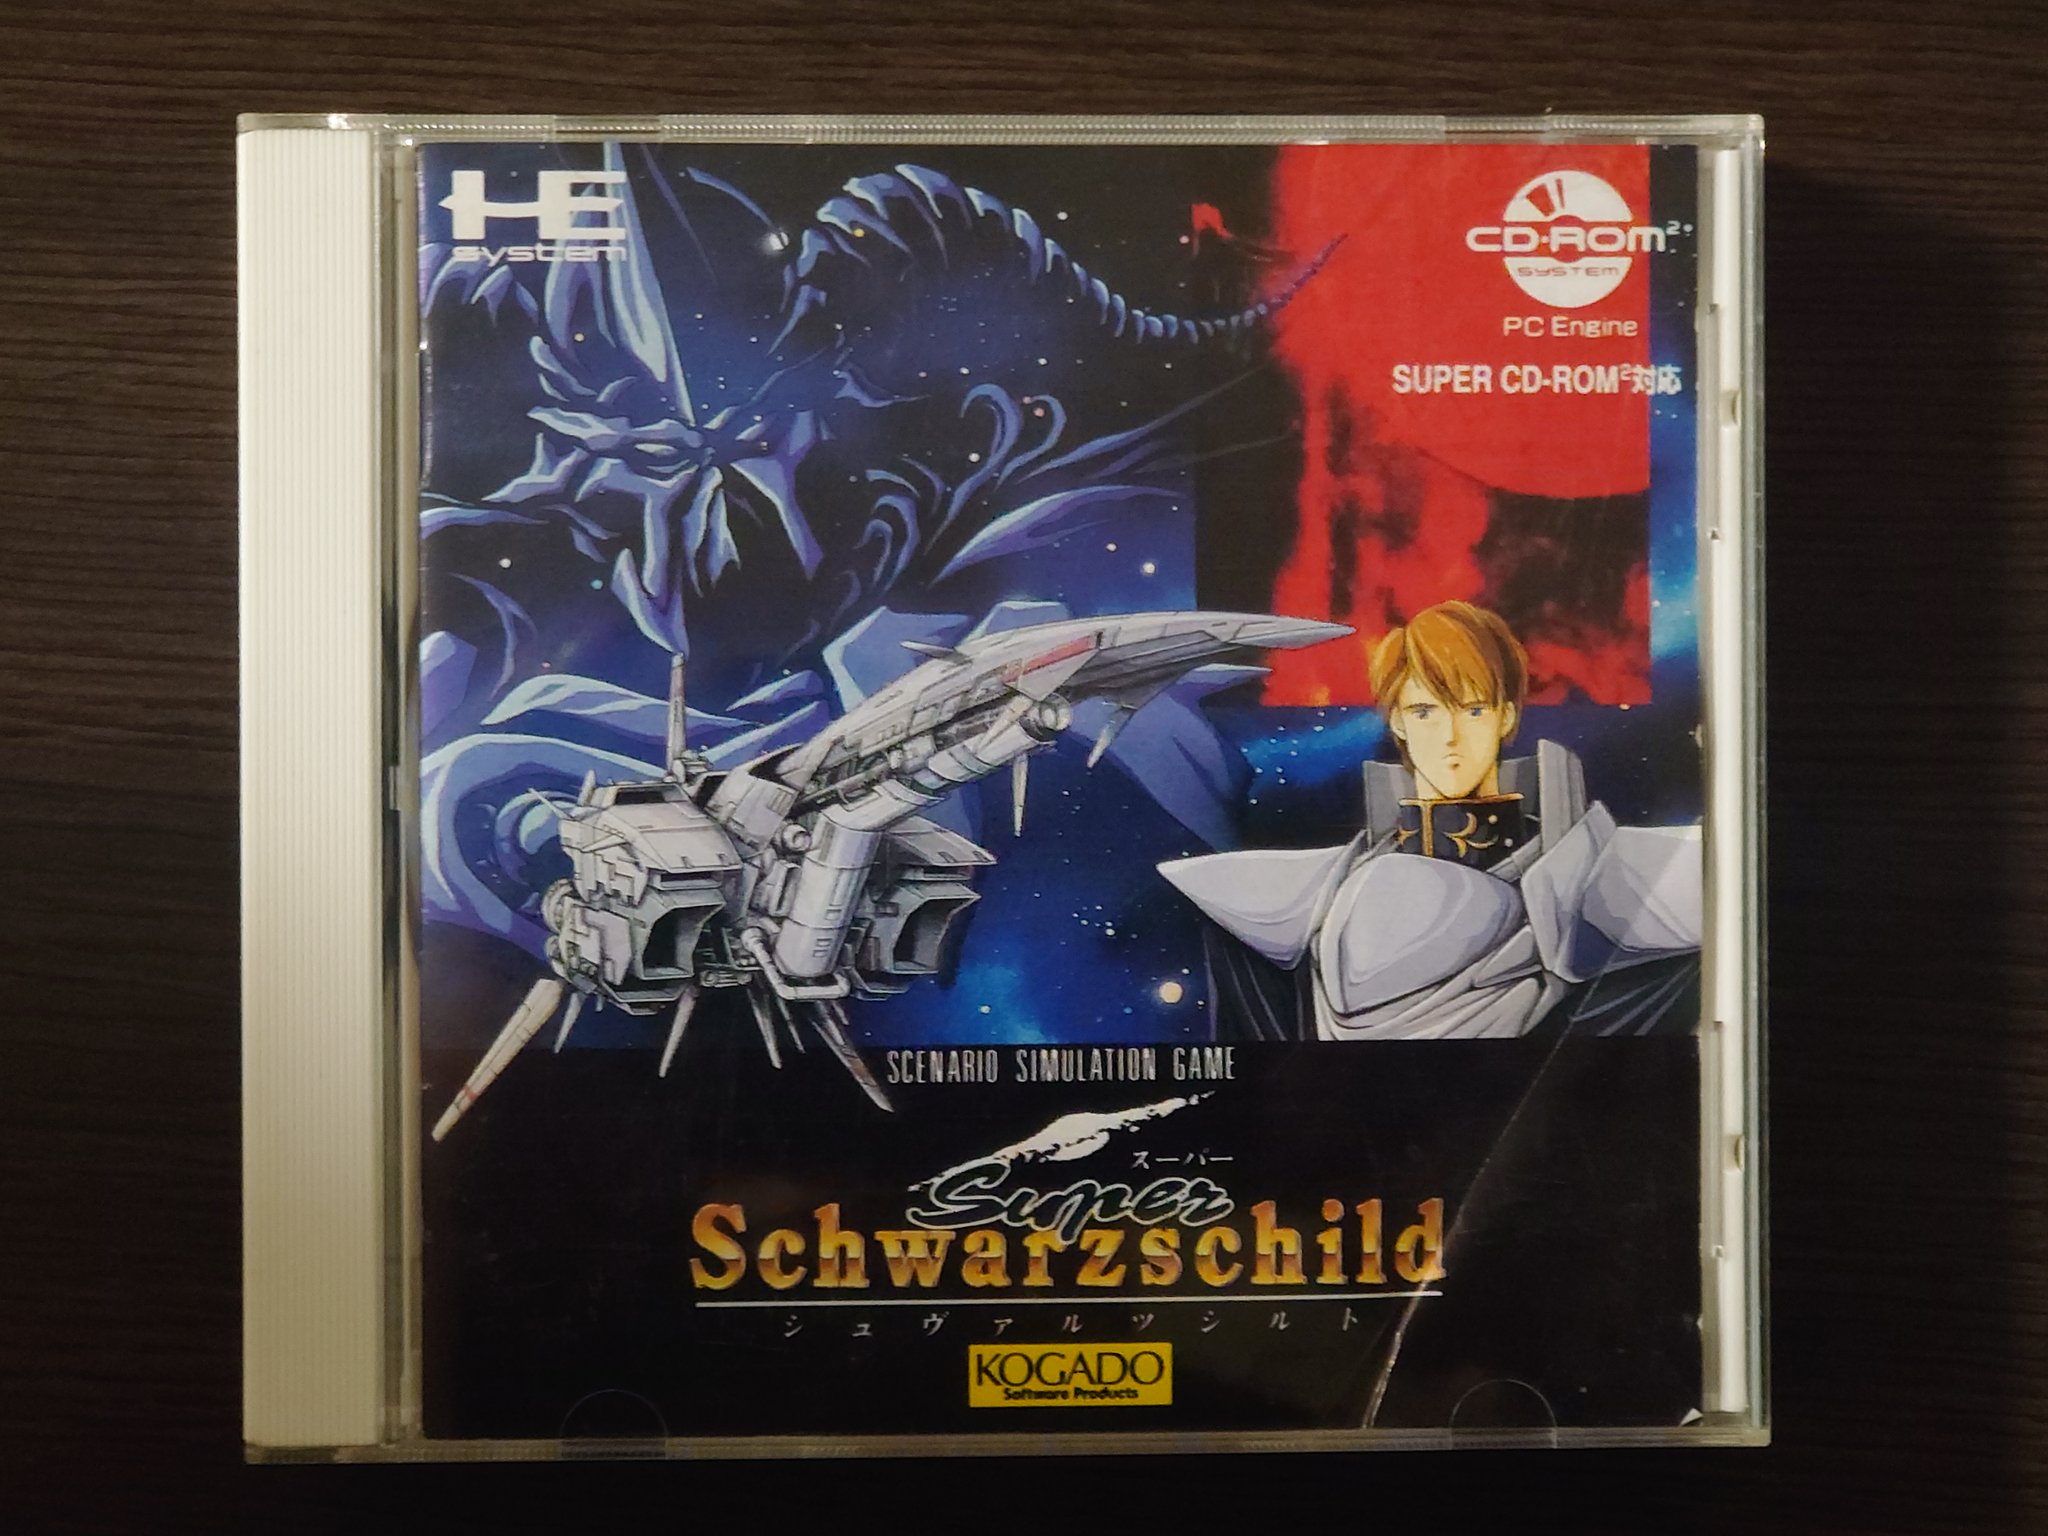 HE
system
CD-ROM²
SYSTEM
PC Engine
SUPER CD-ROM²対応
SCENARIO SIMULATION GAME
スーパー
Super
Schwarzschild
シュヴァルツシルト
KOGADO
Software Products